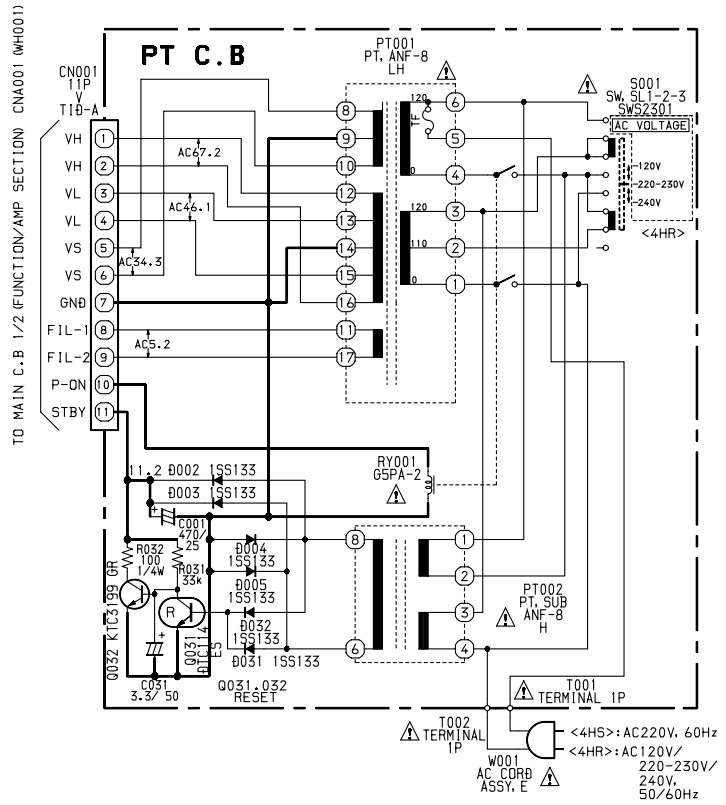 PT C.B
TO MAIN C.B 1/2 (FUNCTION/AMP SECTION) CNA001 (WH001)
CN001
11P
V
TID-A
VH
VH
VL
VL
VS
VS
GND
FIL-1
FIL-2
P-ON
STBY
1
2
3
4
5
6
7
8
9
10
11
AC67.2
AC46.1
AC34.3
AC5.2
PT001
PT, ANF-8
LH
8
9
10
12
13
14
15
16
11
17
120
TF
0
120
110
0
6
5
4
3
2
1
S001
SW, SL1-2-3
SWS2301
AC VOLTAGE
-120V
-220-230V
-240V
<4HR>
RY001
G5PA-2
11.2
D002 1SS133
D003 1SS133
C001
470/
25
R032
100
1/4W
R031
33k
D004
1SS133
D005
1SS133
D032
1SS133
D031 1SS133
Q032 KTC3199 GR
R
Q031
DTC114
ES
C031
3.3/ 50
Q031.032
RESET
8
6
1
2
3
4
PT002
PT, SUB
ANF-8
H
T001
TERMINAL 1P
T002
TERMINAL
1P
W001
AC CORD
ASSY, E
<4HS>:AC220V, 60Hz
<4HR>:AC120V/
220-230V/
240V,
50/60Hz